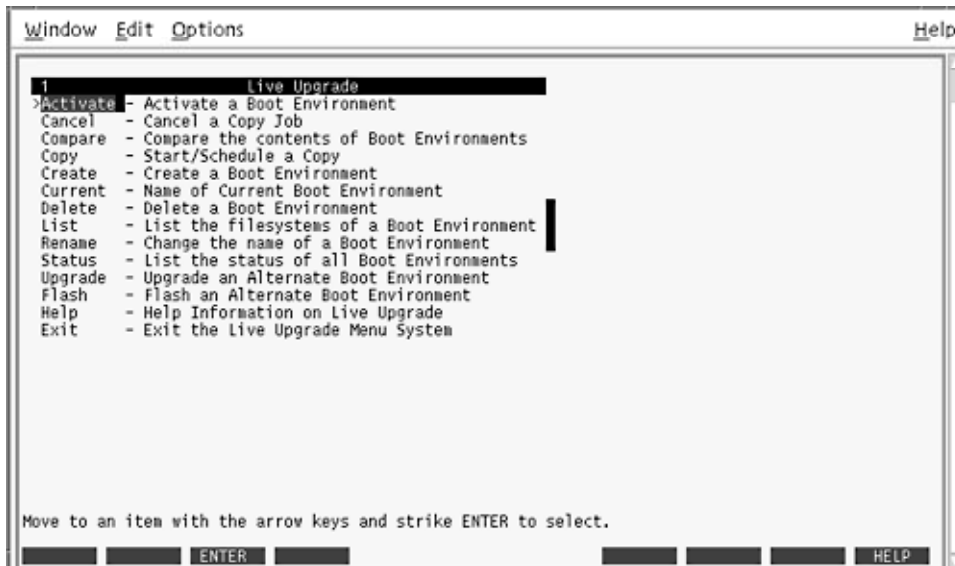 Window Edit Options Help
1 Live Upgrade
>Activate - Activate a Boot Environment
Cancel - Cancel a Copy Job
Compare - Compare the contents of Boot Environments
Copy - Start/Schedule a Copy
Create - Create a Boot Environment
Current - Name of Current Boot Environment
Delete - Delete a Boot Environment
List - List the filesystems of a Boot Environment
Rename - Change the name of a Boot Environment
Status - List the status of all Boot Environments
Upgrade - Upgrade an Alternate Boot Environment
Flash - Flash an Alternate Boot Environment
Help - Help Information on Live Upgrade
Exit - Exit the Live Upgrade Menu System
Move to an item with the arrow keys and strike ENTER to select.
ENTER HELP